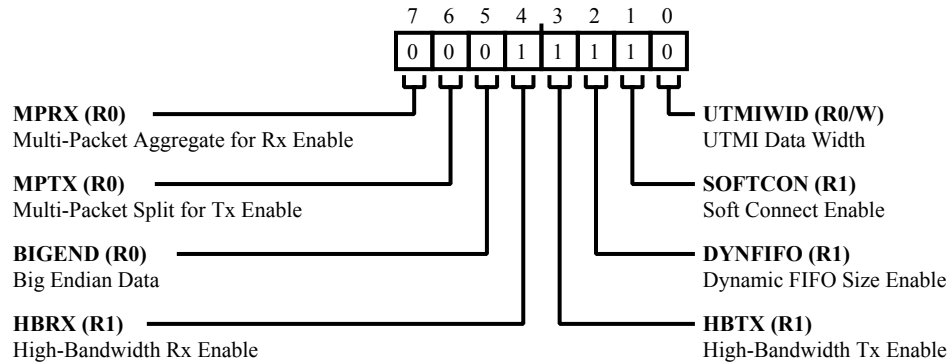 7 6 5 4 3 2 1 0
0 0 0 1 1 1 1 0
MPRX (R0)
Multi-Packet Aggregate for Rx Enable
MPTX (R0)
Multi-Packet Split for Tx Enable
BIGEND (R0)
Big Endian Data
HBRX (R1)
High-Bandwidth Rx Enable
UTMIWID (R0/W)
UTMI Data Width
SOFTCON (R1)
Soft Connect Enable
DYNFIFO (R1)
Dynamic FIFO Size Enable
HBTX (R1)
High-Bandwidth Tx Enable